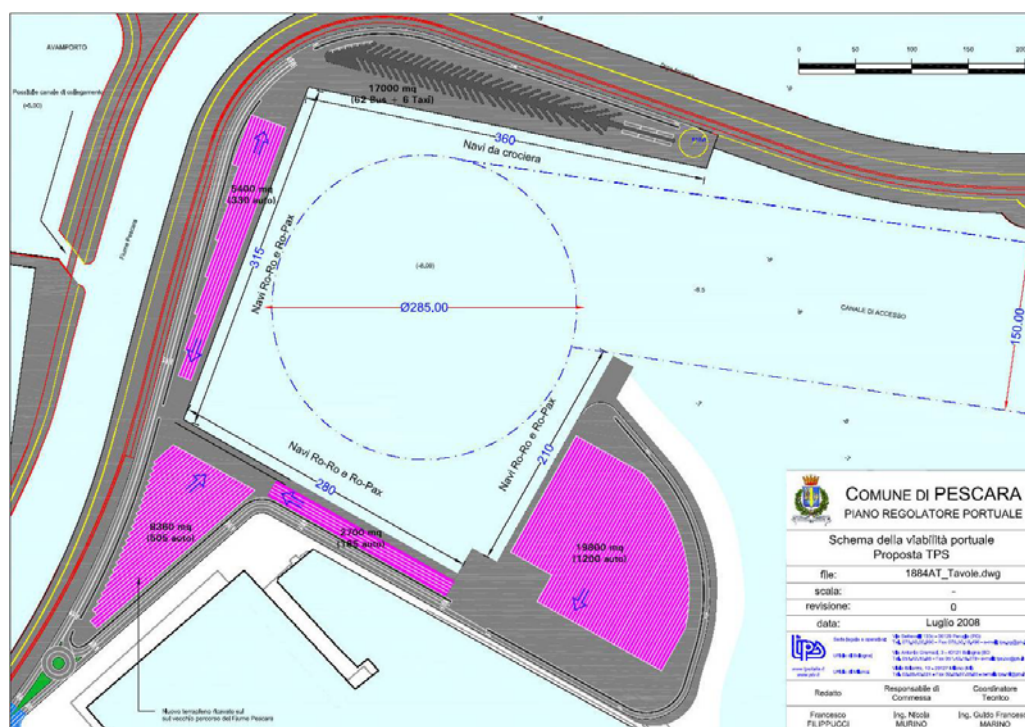 AVAMPORTO
Possibile canale di collegamento
(-6,00)
Fiume Pescara
17000 mq
(62 Bus + 6 Taxi)
360
Navi da crociera
0
50
100
150
200
5400 mq
(330 auto)
315
Navi Ro-Ro e Ro-Pax
Ø285.00
CANALE DI ACCESSO
150.00
Navi Ro-Ro e Ro-Pax
280
Navi Ro-Ro e Ro-Pax
210
8360 mq
(505 auto)
2700 mq
(165 auto)
19800 mq
(1200 auto)
Nuovo terrapieno ricavato sul
sul vecchio percorso del Fiume Pescara
COMUNE DI PESCARA
PIANO REGOLATORE PORTUALE
Schema della viabilità portuale
Proposta TPS
file: 1884AT_Tavole.dwg
scala: -
revisione: 0
data: Luglio 2008
tps
Redatto
Responsabile di
Commessa
Coordinatore
Tecnico
Francesco
FILIPPUCCI
Ing. Nicola
MURINO
Ing. Guido Francesco
MARINO